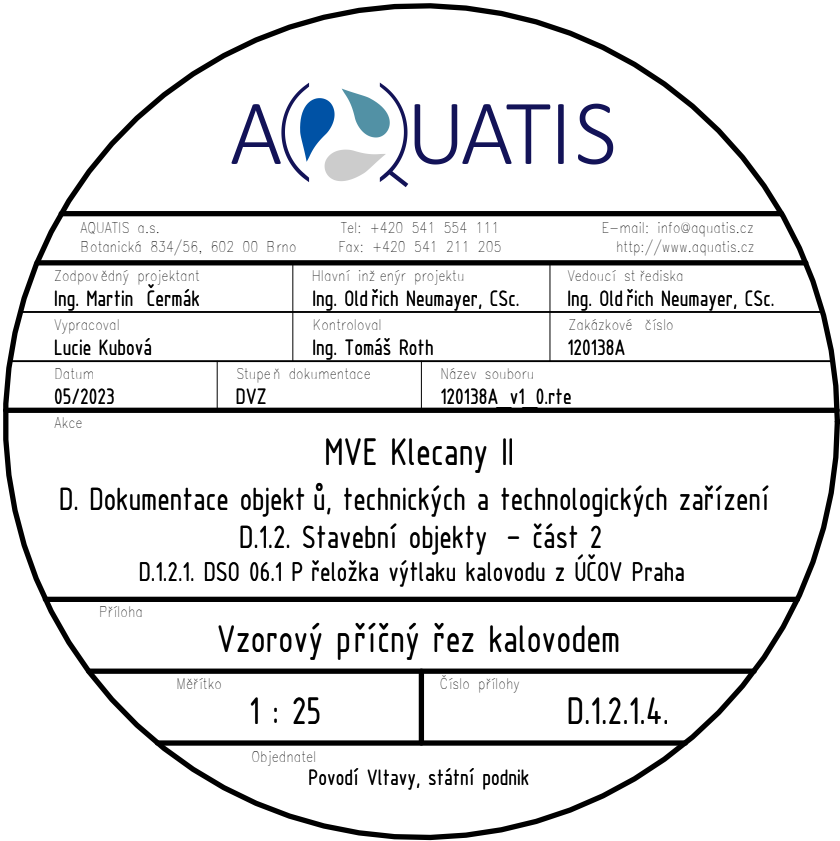 AQUATIS
AQUATIS a.s. Tel: +420 541 554 111 E-mail: info@aquatis.cz
Botanická 834/56, 602 00 Brno Fax: +420 541 211 205 http://www.aquatis.cz
Zodpovědný projektant Hlavní inženýr projektu Vedoucí střediska
Ing. Martin Čermák Ing. Oldřich Neumayer, CSc. Ing. Oldřich Neumayer, CSc.
Vypracoval Kontroloval Zakázkové číslo
Lucie Kubová Ing. Tomáš Roth 120138A
Datum Stupeň dokumentace Název souboru
05/2023 DVZ 120138A_v1_0.rte
Akce
MVE Klecany II
D. Dokumentace objektů, technických a technologických zařízení
D.1.2. Stavební objekty - část 2
D.1.2.1. DSO 06.1 Přeložka výtlaku kalovodu z ÚČOV Praha
Příloha
Vzorový příčný řez kalovodem
Měřítko Číslo přílohy
1 : 25 D.1.2.1.4.
Objednatel
Povodí Vltavy, státní podnik